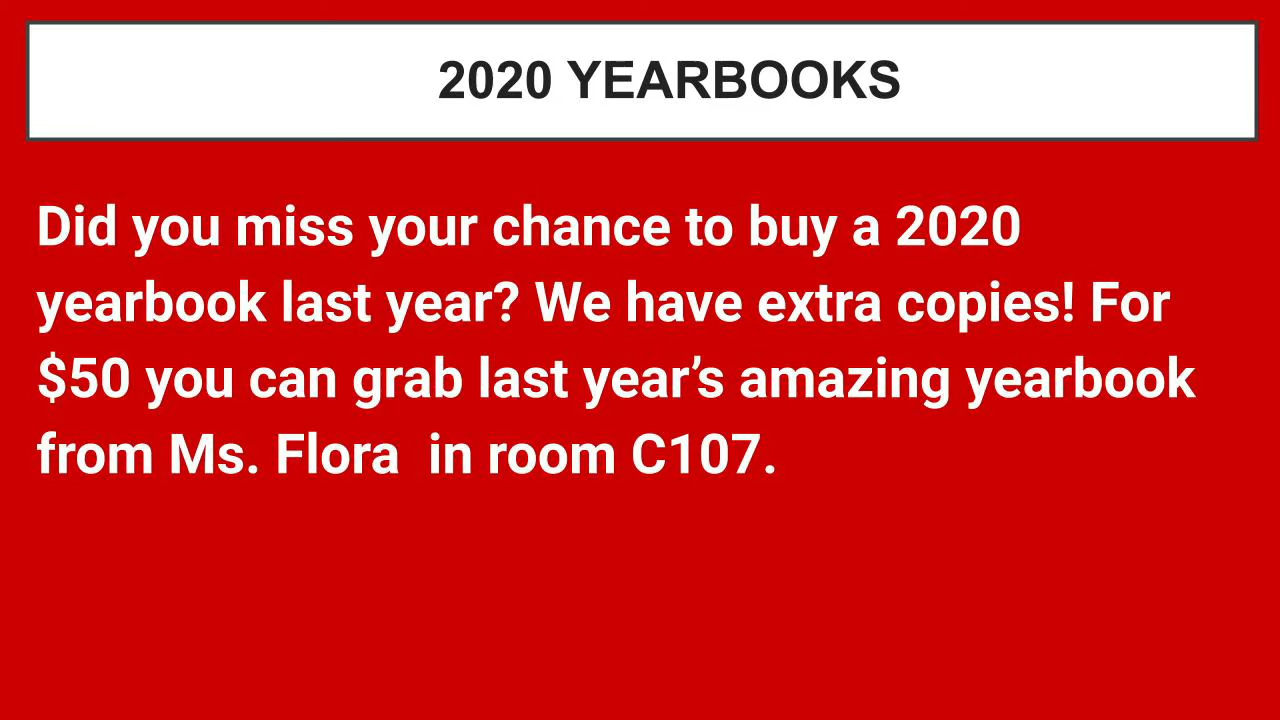 2020 YEARBOOKS
Did you miss your chance to buy a 2020
yearbook last year? We have extra copies! For
$50 you can grab last year’s amazing yearbook
from Ms. Flora  in room C107.